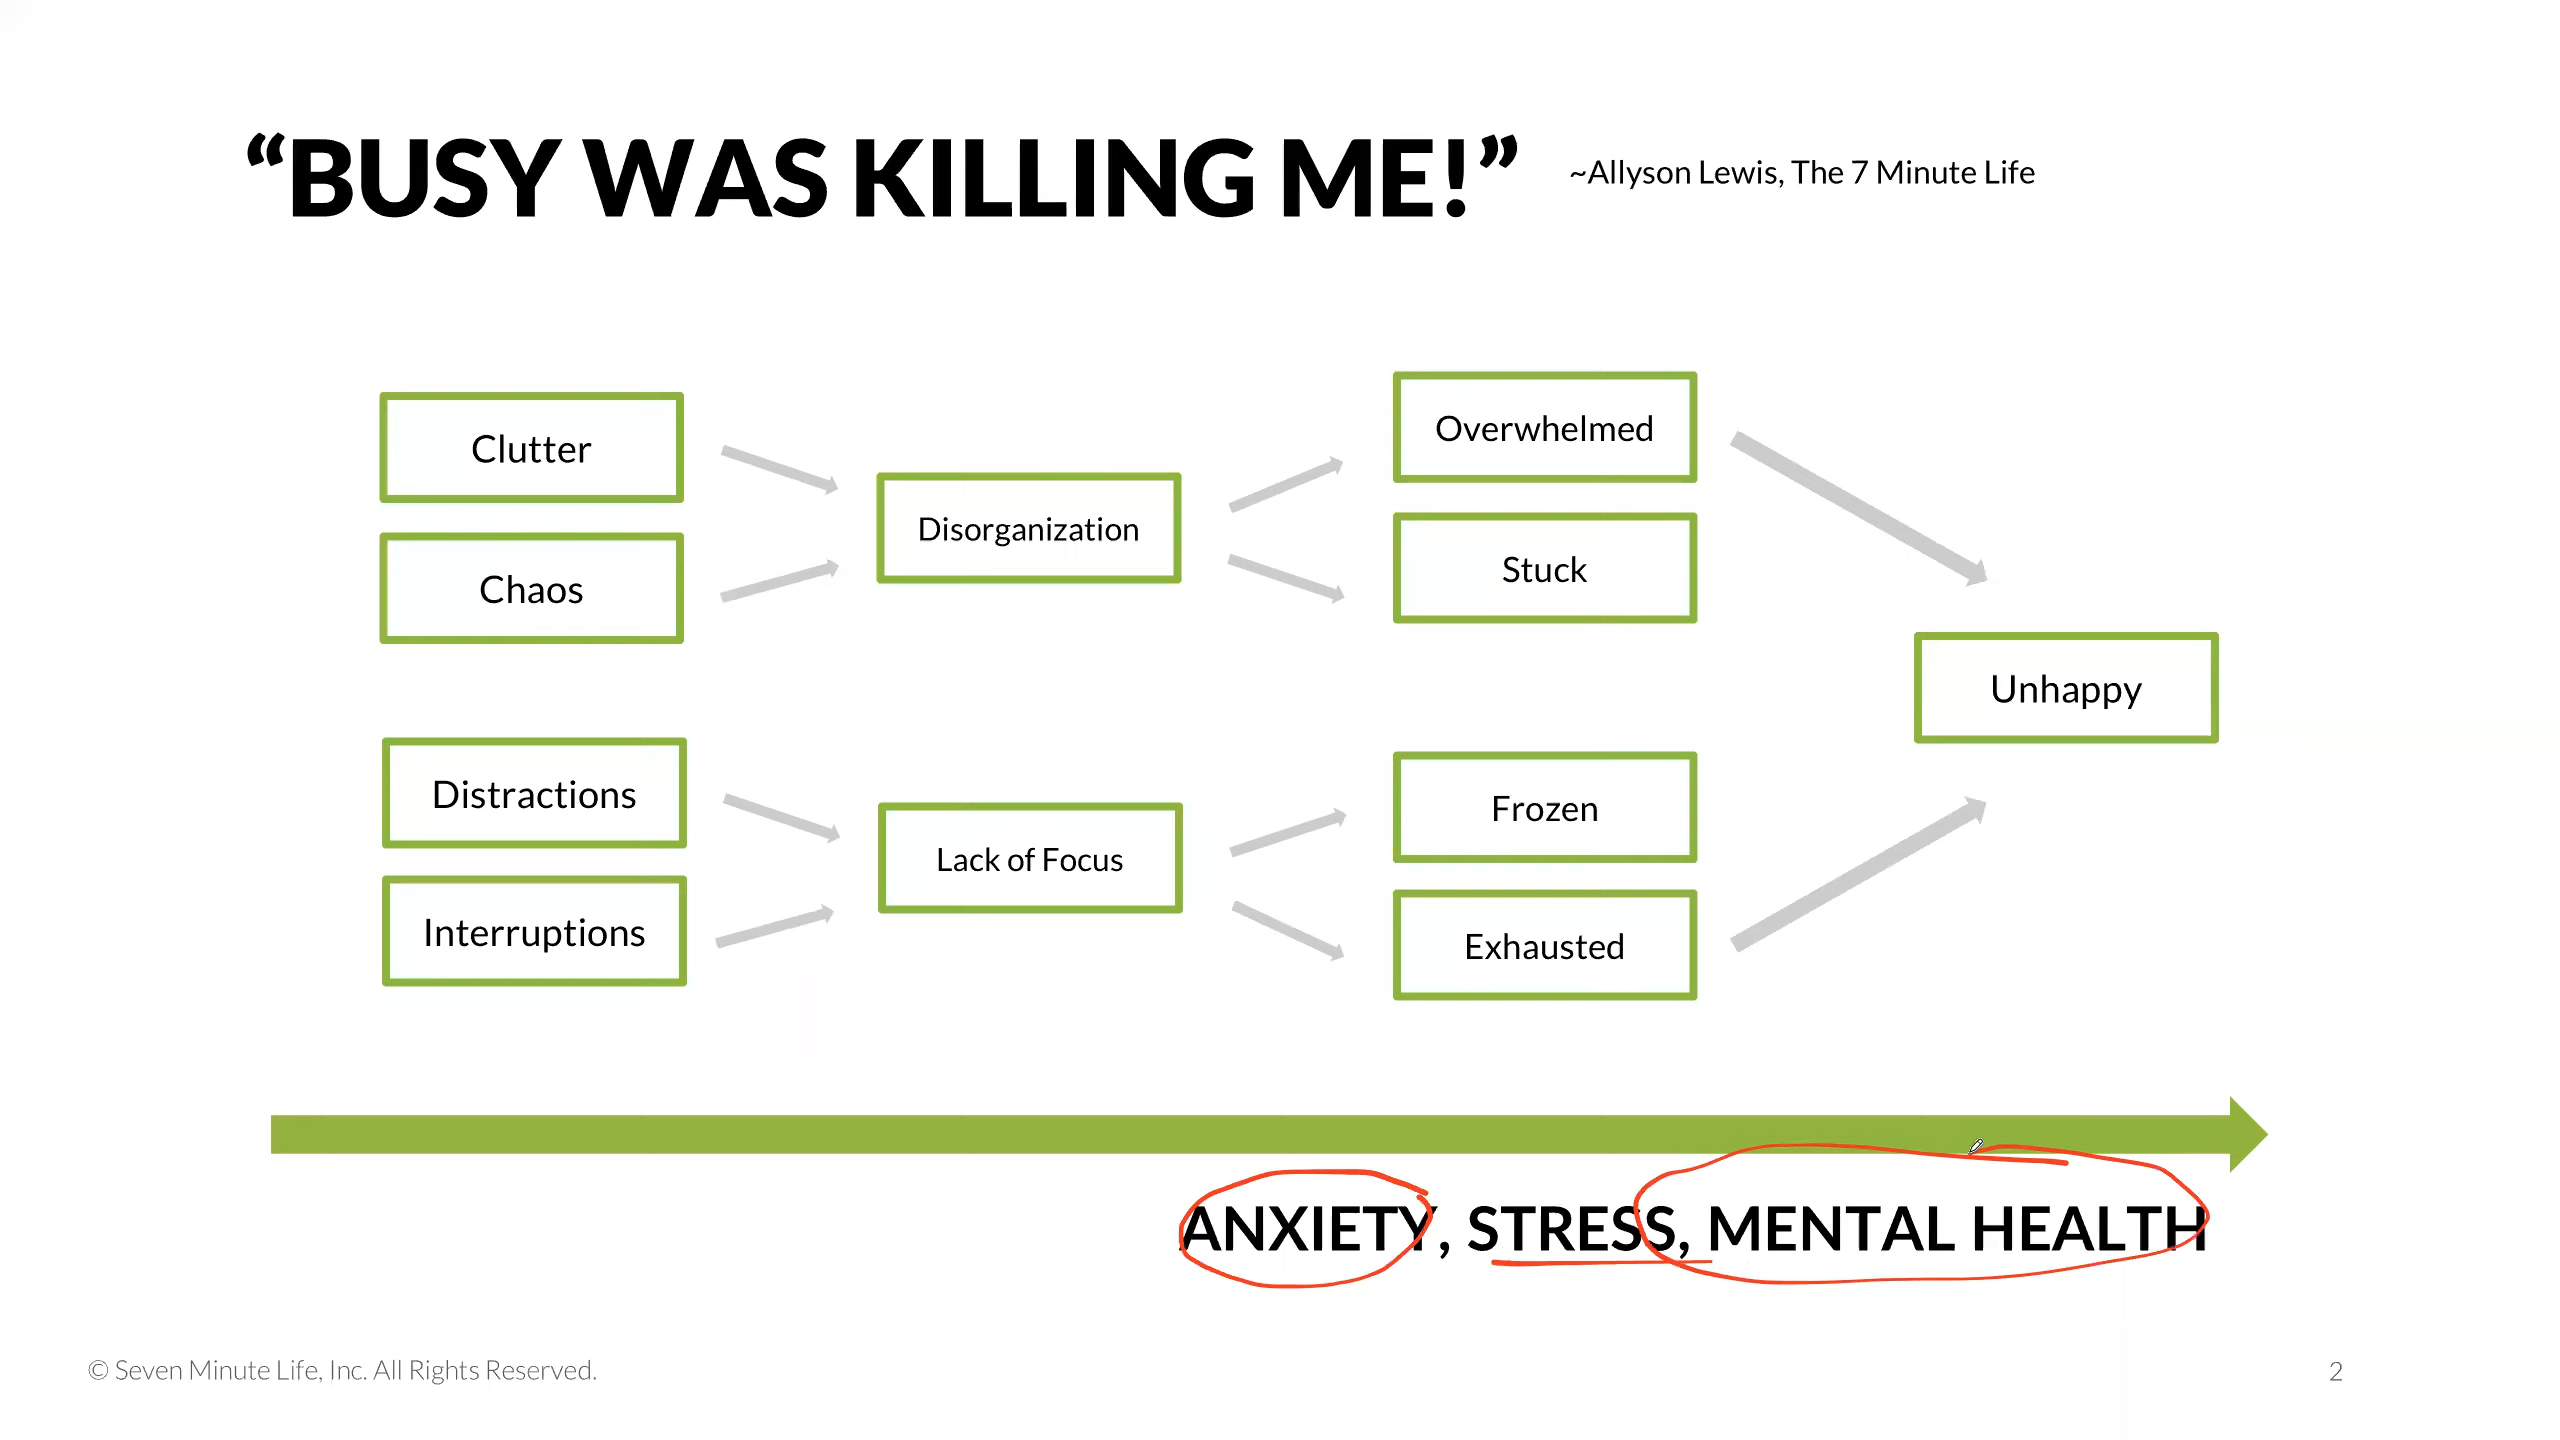 “BUSY WAS KILLING ME!”
~Allyson Lewis, The 7 Minute Life
Clutter
Chaos
Distractions
Interruptions
Disorganization
Lack of Focus
Overwhelmed
Stuck
Frozen
Exhausted
Unhappy
ANXIETY, STRESS, MENTAL HEALTH
© Seven Minute Life, Inc. All Rights Reserved.
2